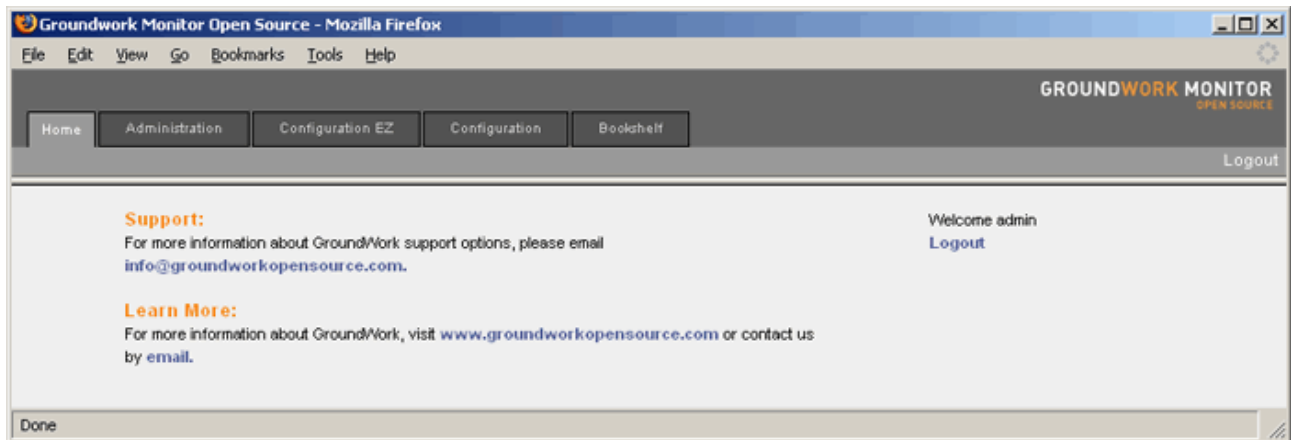 Groundwork Monitor Open Source - Mozilla Firefox
File Edit View Go Bookmarks Tools Help
GROUNDWORK MONITOR
OPEN SOURCE
Home Administration Configuration EZ Configuration Bookshelf
Logout
Support:
Welcome admin
For more information about GroundWork support options, please email
Logout
info@groundworkopensource.com.
Learn More:
For more information about GroundWork, visit www.groundworkopensource.com or contact us
by email.
Done